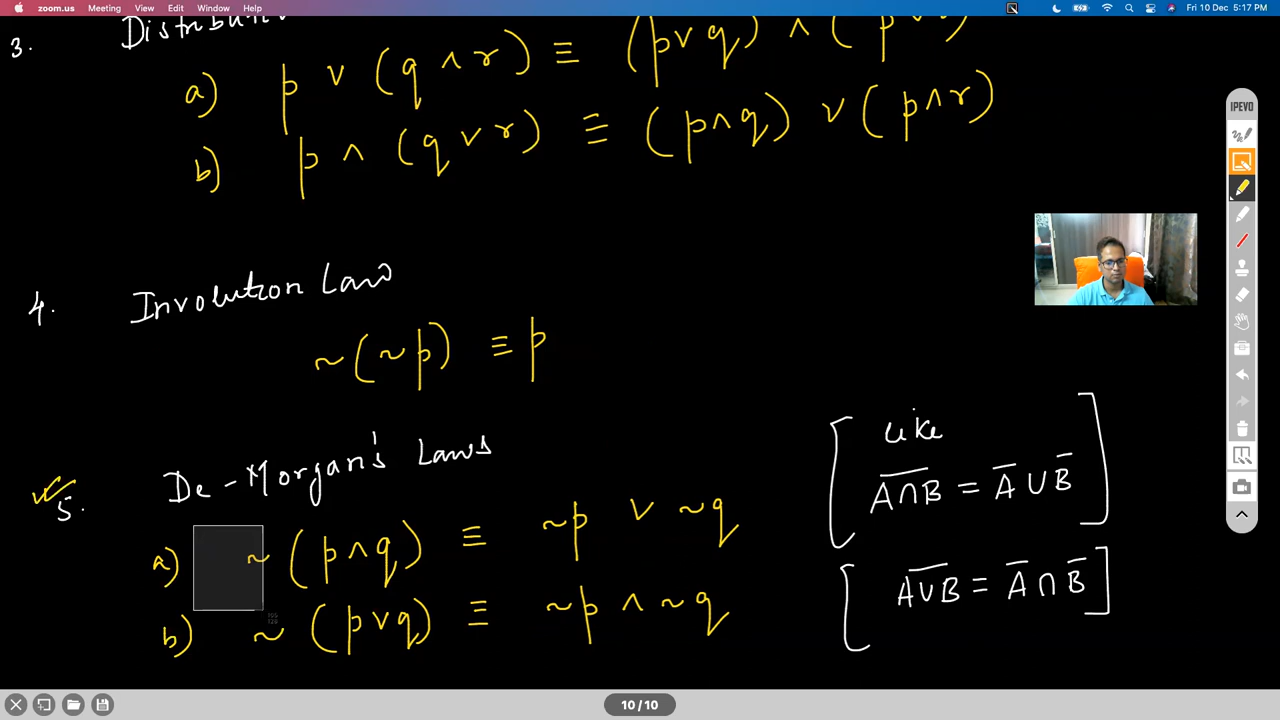 zoom.us Meeting View Edit Window Help Fri 10 Dec 5:17 PM
3.
a) p ∨ (q ∧ r) ≡ (p ∨ q) ∧ (p ∨
b) p ∧ (q ∨ r) ≡ (p ∧ q) ∨ (p ∧ r)
IPEVO
4. Involution Law
~(~p) ≡ p
5. De-Morgan's Laws
a) ~(p ∧ q) ≡ ~p ∨ ~q
b) ~(p ∨ q) ≡ ~p ∧ ~q
like
A̅∩̅B̅ = A̅ ∪ B̅
A̅∪̅B̅ = A̅ ∩ B̅
10/10